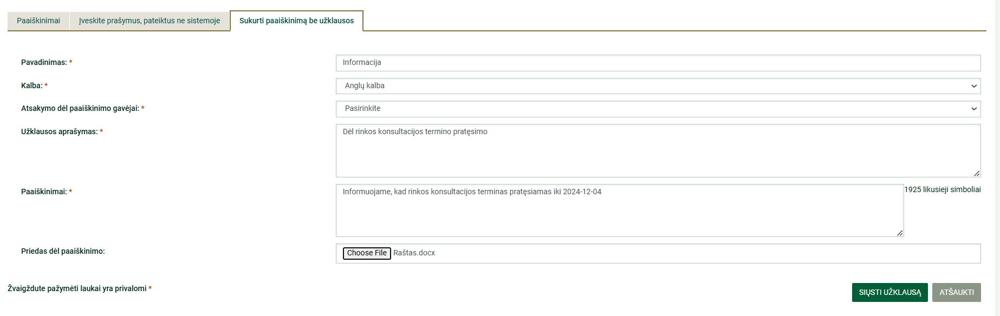 Paaiškinimai
Įveskite prašymus, pateiktus ne sistemoje
Sukurti paaiškinimą be užklausos
Pavadinimas: *
Informacija
Kalba: *
Anglų kalba
Atsakymo dėl paaiškinimo gavėjai: *
Pasirinkite
Užklausos aprašymas: *
Dėl rinkos konsultacijos termino pratęsimo
Paaiškinimai: *
Informuojame, kad rinkos konsultacijos terminas pratęsiamas iki 2024-12-04
1925 likusieji simboliai
Priedas dėl paaiškinimo:
Choose File Raštas.docx
Žvaigždute pažymėti laukai yra privalomi *
SIŲSTI UŽKLAUSĄ
ATŠAUKTI